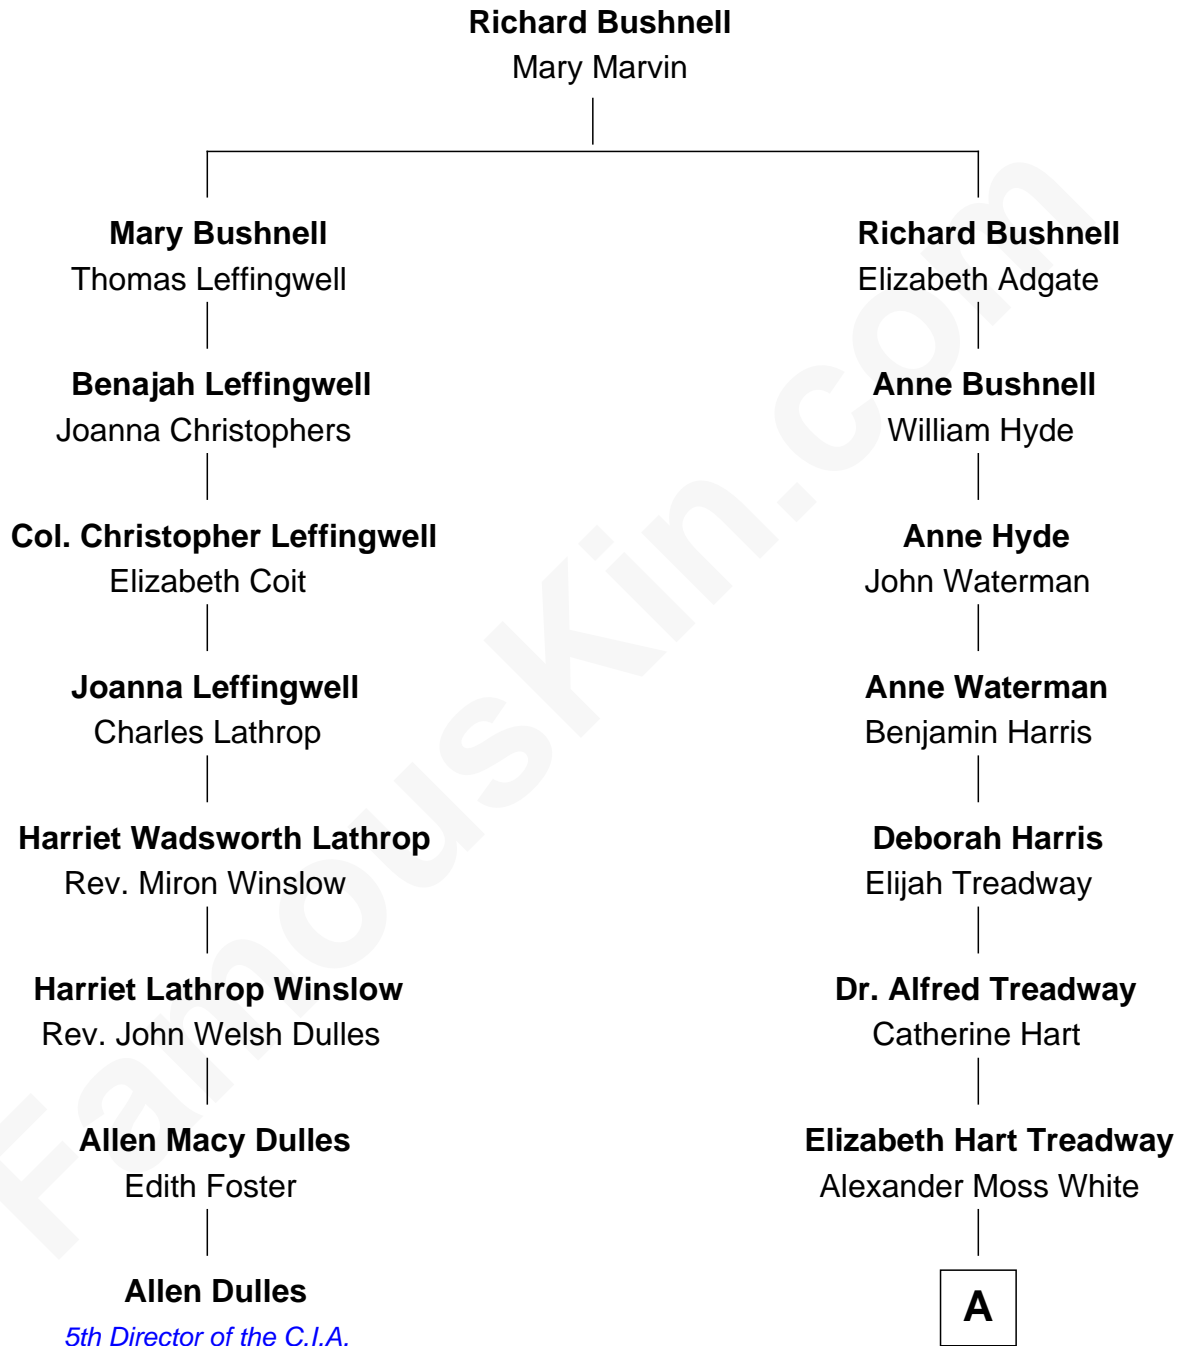 Richard Bushnell
Mary Marvin
Mary Bushnell
Thomas Leffingwell
Benajah Leffingwell
Joanna Christophers
Col. Christopher Leffingwell
Elizabeth Coit
Joanna Leffingwell
Charles Lathrop
Harriet Wadsworth Lathrop
Rev. Miron Winslow
Harriet Lathrop Winslow
Rev. John Welsh Dulles
Allen Macy Dulles
Edith Foster
Allen Dulles
5th Director of the C.I.A.
Richard Bushnell
Elizabeth Adgate
Anne Bushnell
William Hyde
Anne Hyde
John Waterman
Anne Waterman
Benjamin Harris
Deborah Harris
Elijah Treadway
Dr. Alfred Treadway
Catherine Hart
Elizabeth Hart Treadway
Alexander Moss White
A
FamousKin.com